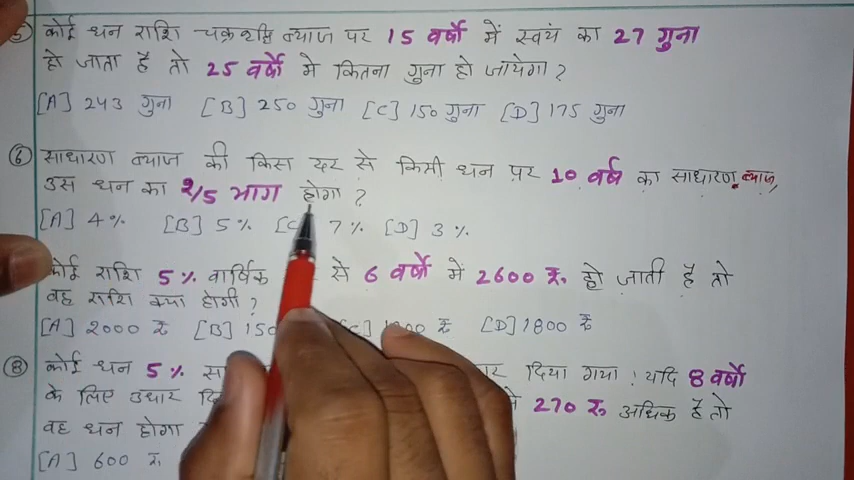 कोई धन राशि चक्रवृद्धि ब्याज पर 15 वर्षों में स्वयं का 27 गुना
हो जाता है तो 25 वर्षों मे कितना गुना हो जायेगा?
[A] 243 गुना [B] 250 गुना [C] 150 गुना [D] 175 गुना
6 साधारण ब्याज की किस दर से किसी धन पर 10 वर्ष का साधारण ब्याज,
उस धन का 2/5 भाग होगा?
[A] 4% [B] 5% [C] 7% [D] 3%
कोई राशि 5% वार्षिक से 6 वर्षों में 2600 रु. हो जाती है तो
वह राशि क्या होगी?
[A] 2000 रु [B] 150 [D] 1800 रु
8 कोई धन 5% दिया गया! यदि 8 वर्षों
के लिए उधार 270 रु. अधिक है तो
वह धन होगा
[A] 600 रु.